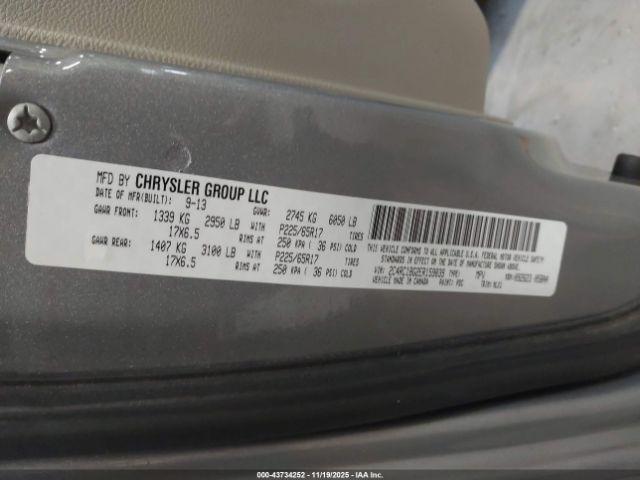 MFD BY CHRYSLER GROUP LLC
DATE OF MFR(BUILT): 9-13 GVWR: 2745 KG 6050 LB
GAWR FRONT: 1339 KG 2950 LB WITH P225/65R17 TIRES
17X6.5 RIMS AT 250 KPA ( 36 PSI) COLD
GAWR REAR: 1407 KG 3100 LB WITH P225/65R17 TIRES
17X6.5 RIMS AT 250 KPA ( 36 PSI) COLD
THIS VEHICLE CONFORMS TO ALL APPLICABLE U.S.A. FEDERAL MOTOR VEHICLE SAFETY
STANDARDS IN EFFECT ON THE DATE OF MANUFACTURE SHOWN ABOVE.
VIN: TYPE: MPV
VEHICLE MADE IN CANADA PAINT: TRIM:
000-43734252 | 11/19/2025 | IAA Inc.